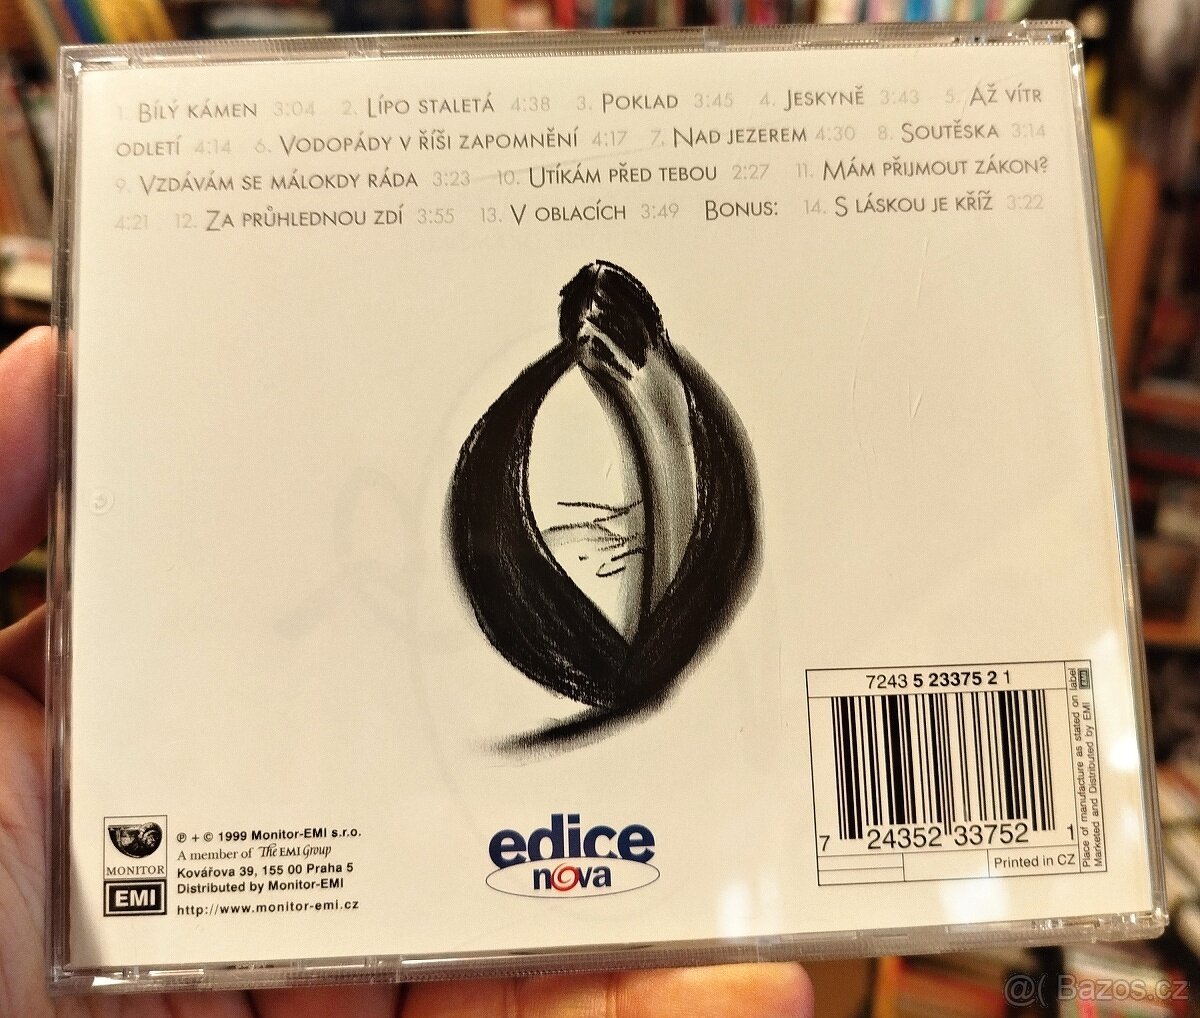 1. BÍLÝ KÁMEN 3:04 2. LÍPO STALETÁ 4:38 3. POKLAD 3:45 4. JESKYNĚ 3:43 5. AŽ VÍTR
ODLETÍ 4:14 6. VODOPÁDY V ŘÍŠI ZAPOMNĚNÍ 4:17 7. NAD JEZEREM 4:30 8. SOUTĚSKA 3:14
9. VZDÁVÁM SE MÁLOKDY RÁDA 3:23 10. UTÍKÁM PŘED TEBOU 2:27 11. MÁM PŘIJMOUT ZÁKON?
4:21 12. ZA PRŮHLEDNOU ZDÍ 3:55 13. V OBLACÍCH 3:49 BONUS: 14. S LÁSKOU JE KŘÍŽ 3:22
MONITOR
EMI
℗ + © 1999 Monitor-EMI s.r.o.
A member of The EMI Group
Kovářova 39, 155 00 Praha 5
Distributed by Monitor-EMI
http://www.monitor-emi.cz
edice
nova
7243 5 23375 2 1
7 24352 33752 1
Printed in CZ
Place of manufacture as stated on label
Marketed and Distributed by EMI
EMI
@( Bazos.cz